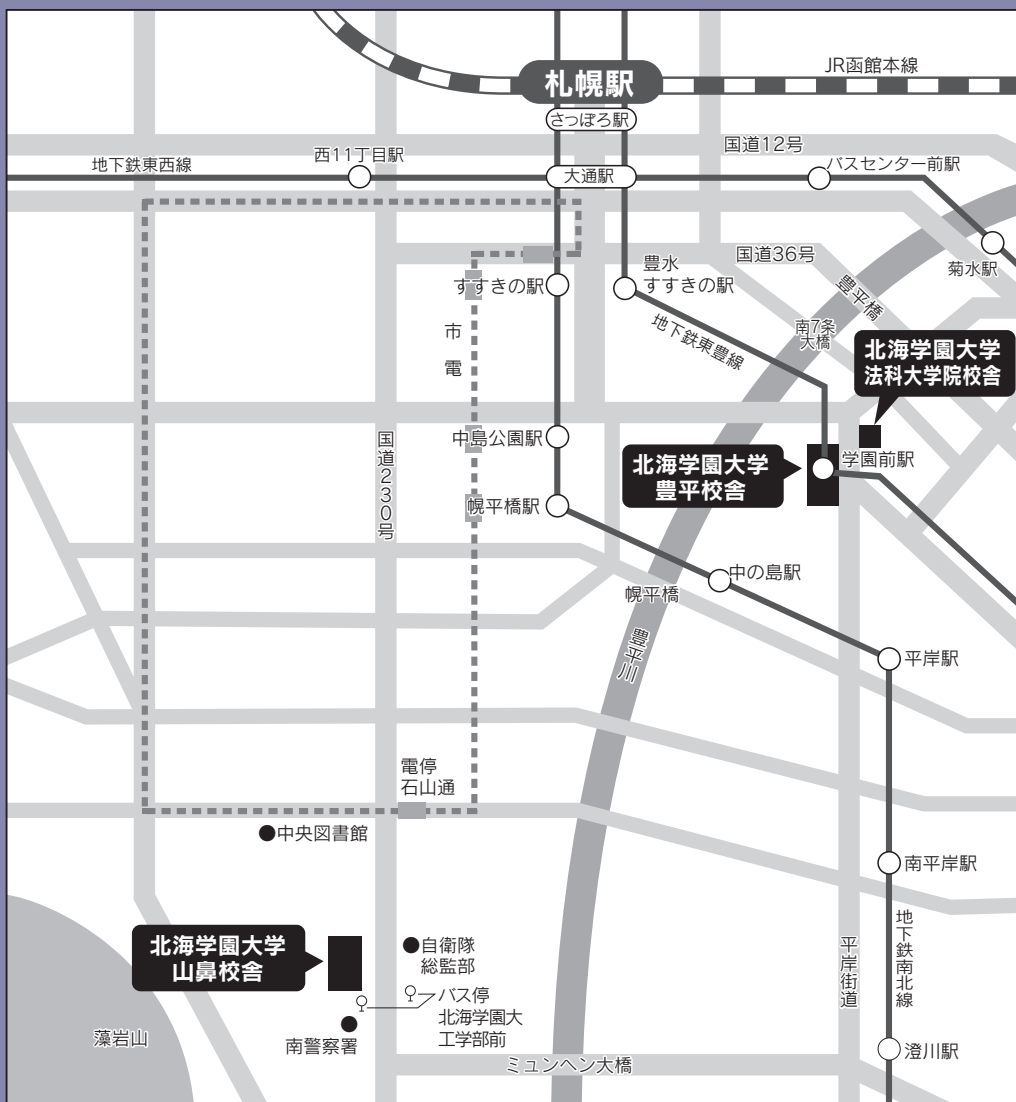 JR函館本線
札幌駅
さっぽろ駅
国道12号
地下鉄東西線
西11丁目駅
大通駅
バスセンター前駅
国道36号
菊水駅
すすきの駅
豊水
すすきの駅
豊平橋
南7条
大橋
地下鉄東豊線
市電
北海学園大学
法科大学院校舎
国道230号
中島公園駅
学園前駅
北海学園大学
豊平校舎
幌平橋駅
中の島駅
幌平橋
豊平川
平岸駅
電停
石山通
中央図書館
南平岸駅
地下鉄南北線
平岸街道
北海学園大学
山鼻校舎
自衛隊
総監部
バス停
北海学園大
工学部前
南警察署
藻岩山
ミュンヘン大橋
澄川駅